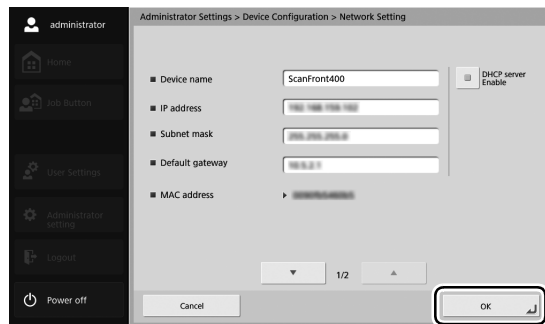 administrator
Administrator Settings > Device Configuration > Network Setting
Home
Job Button
User Settings
Administrator
setting
Logout
Power off
Device name
ScanFront400
DHCP server
Enable
IP address
Subnet mask
Default gateway
MAC address
1/2
Cancel
OK